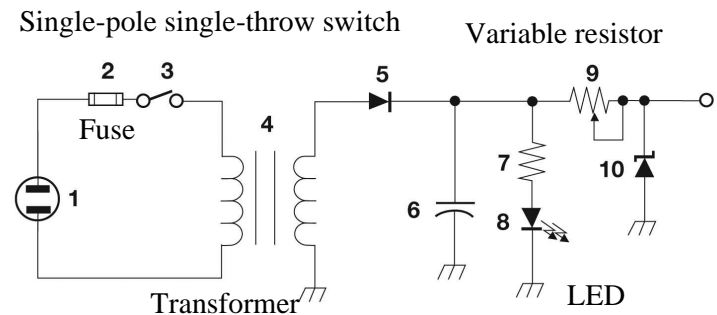 Single-pole single-throw switch
Variable resistor
2 3 5 9
Fuse
4
7
10
1
6
8
Transformer
LED